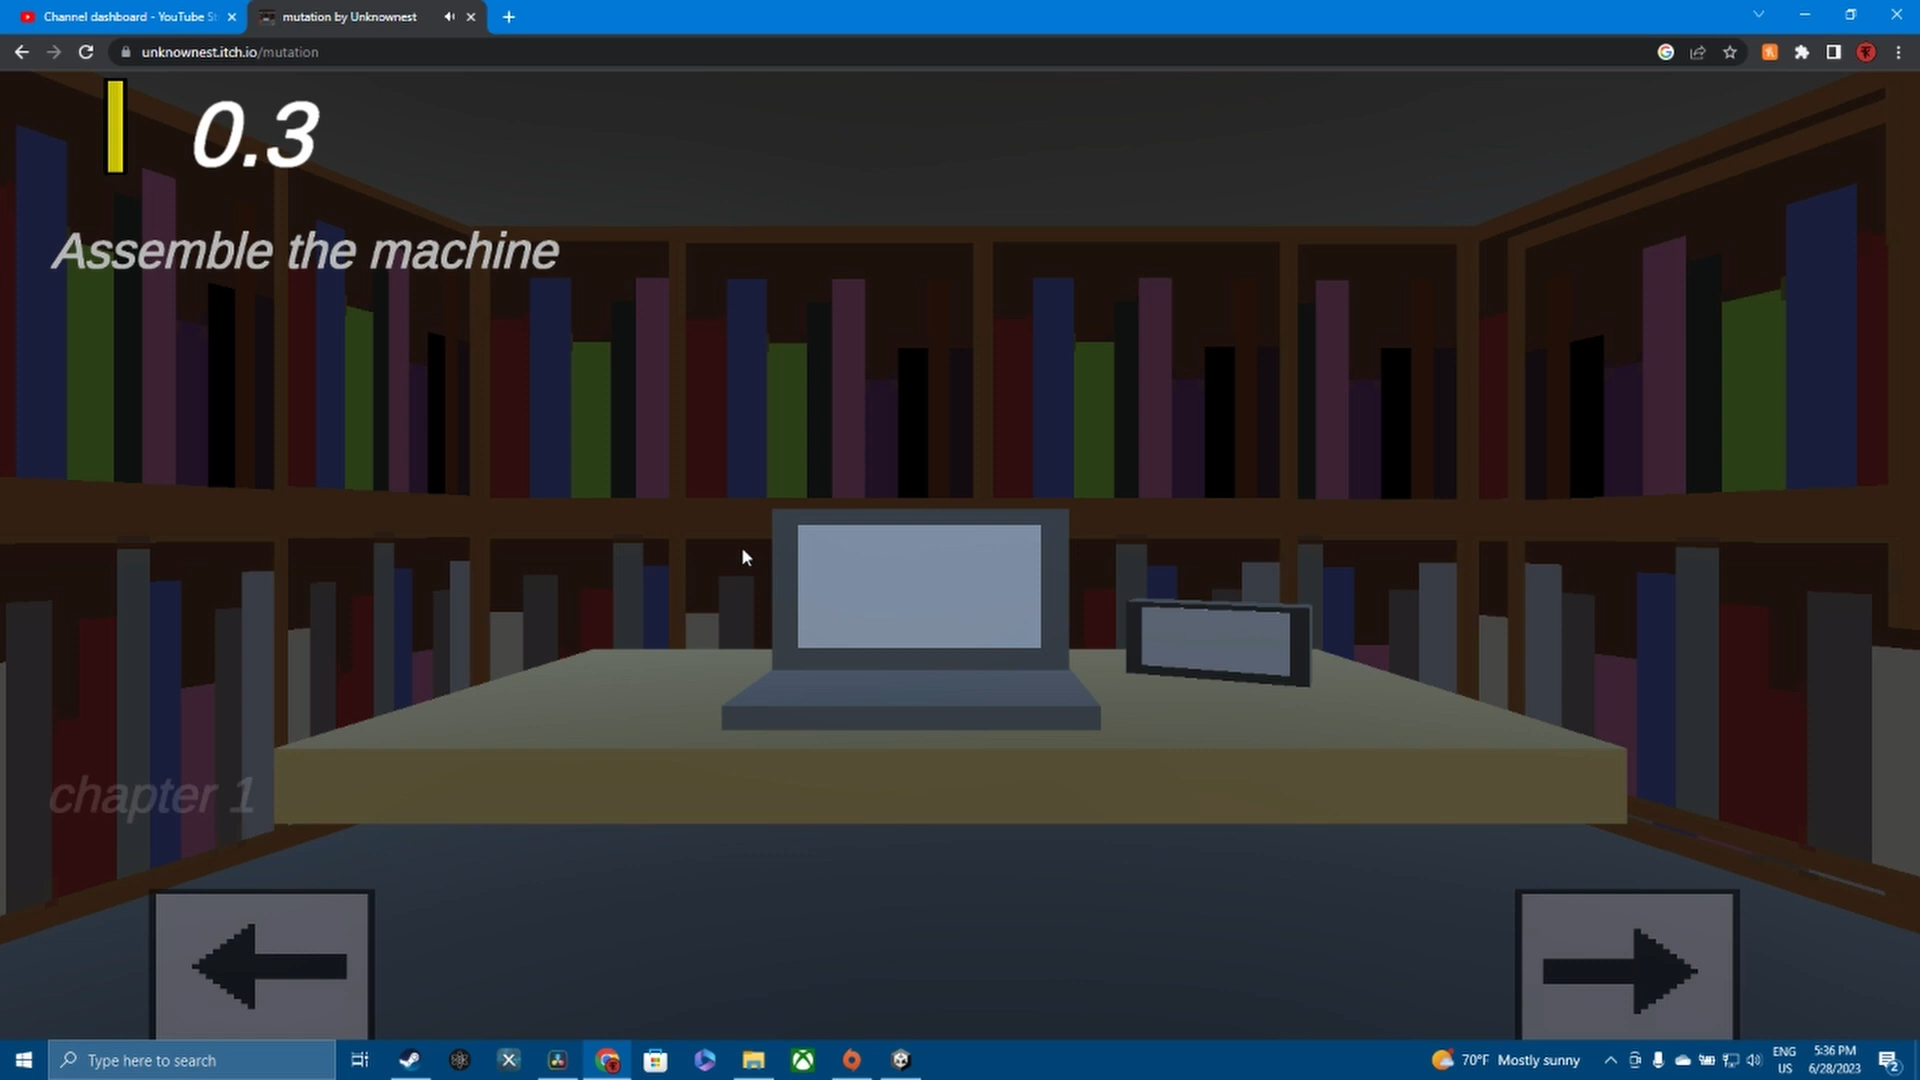 Channel dashboard - YouTube St
mutation by Unknownest
unknownest.itch.io/mutation
0.3
Assemble the machine
chapter 1
Type here to search
70°F Mostly sunny
ENG
US
5:36 PM
6/28/2023
2